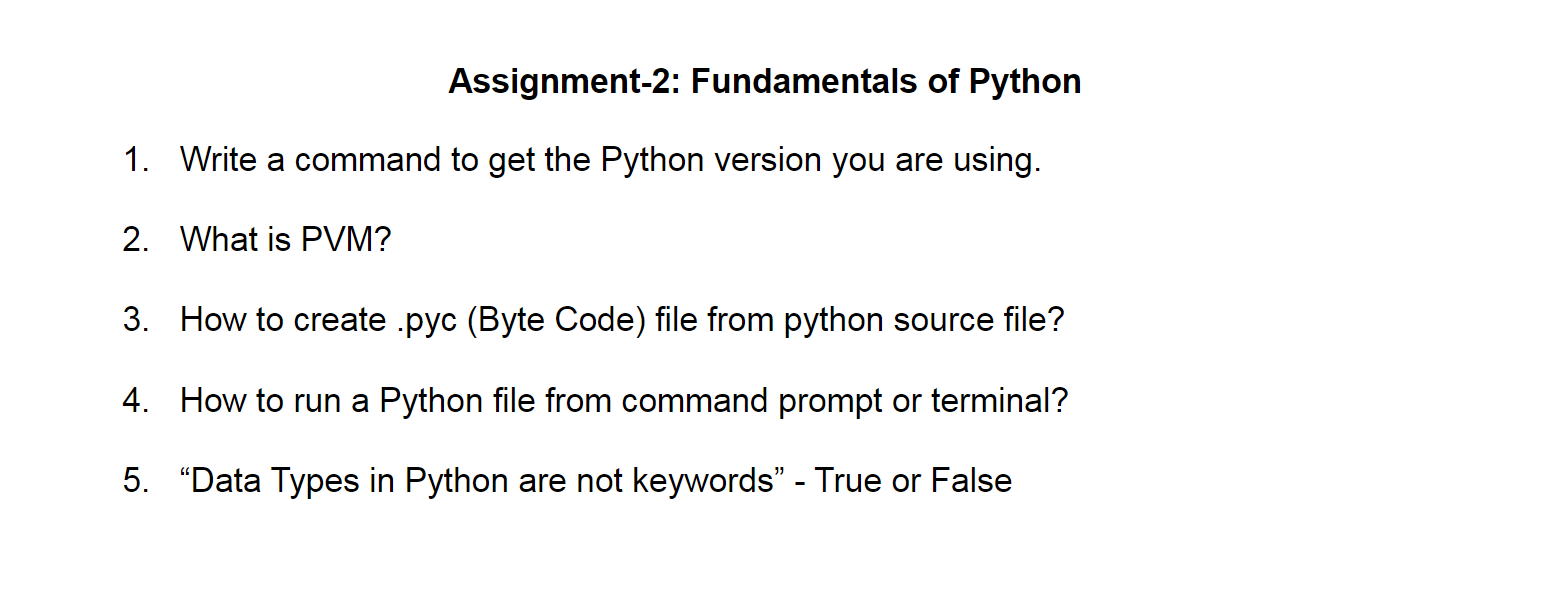 Assignment-2: Fundamentals of Python
1. Write a command to get the Python version you are using.
2. What is PVM?
3. How to create .pyc (Byte Code) file from python source file?
4. How to run a Python file from command prompt or terminal?
5. “Data Types in Python are not keywords” - True or False